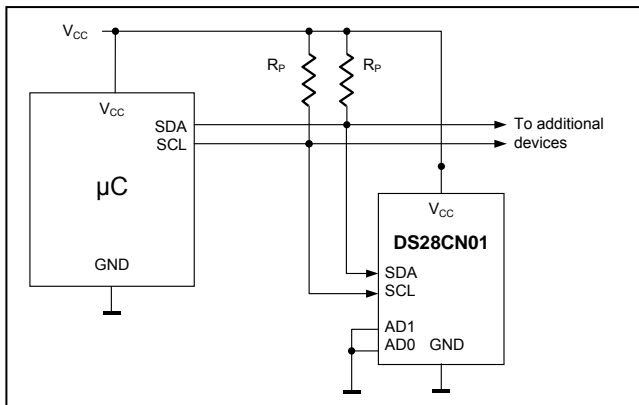 VCC
RP
RP
VCC
SDA
SCL
µC
GND
To additional
devices
VCC
DS28CN01
SDA
SCL
AD1
AD0
GND